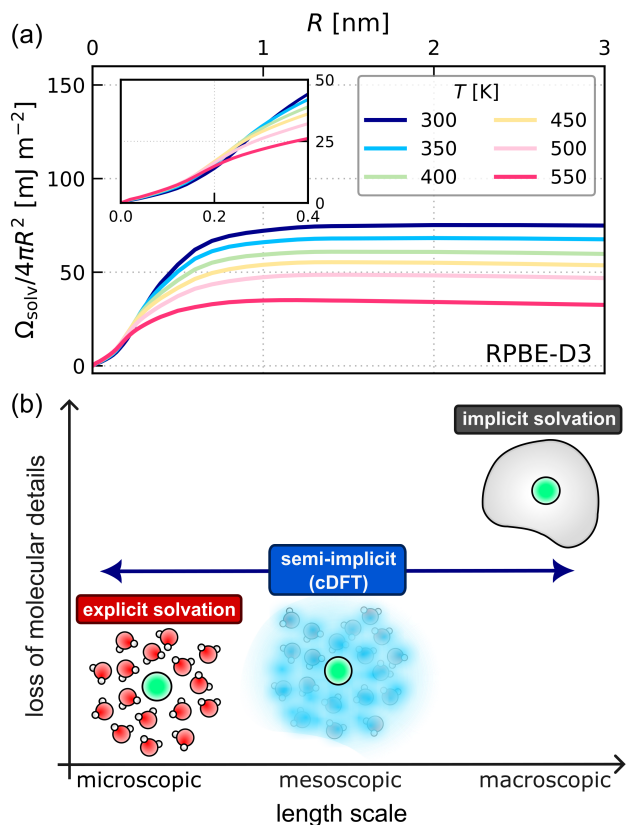 (a)
R [nm]
0 1 2 3
Ω_solv/4πR² [mJ m⁻²]
150
100
50
0
50
25
0
0.0 0.2 0.4
T [K]
300 450
350 500
400 550
RPBE-D3
(b)
loss of molecular details
implicit solvation
semi-implicit
(cDFT)
explicit solvation
microscopic mesoscopic macroscopic
length scale